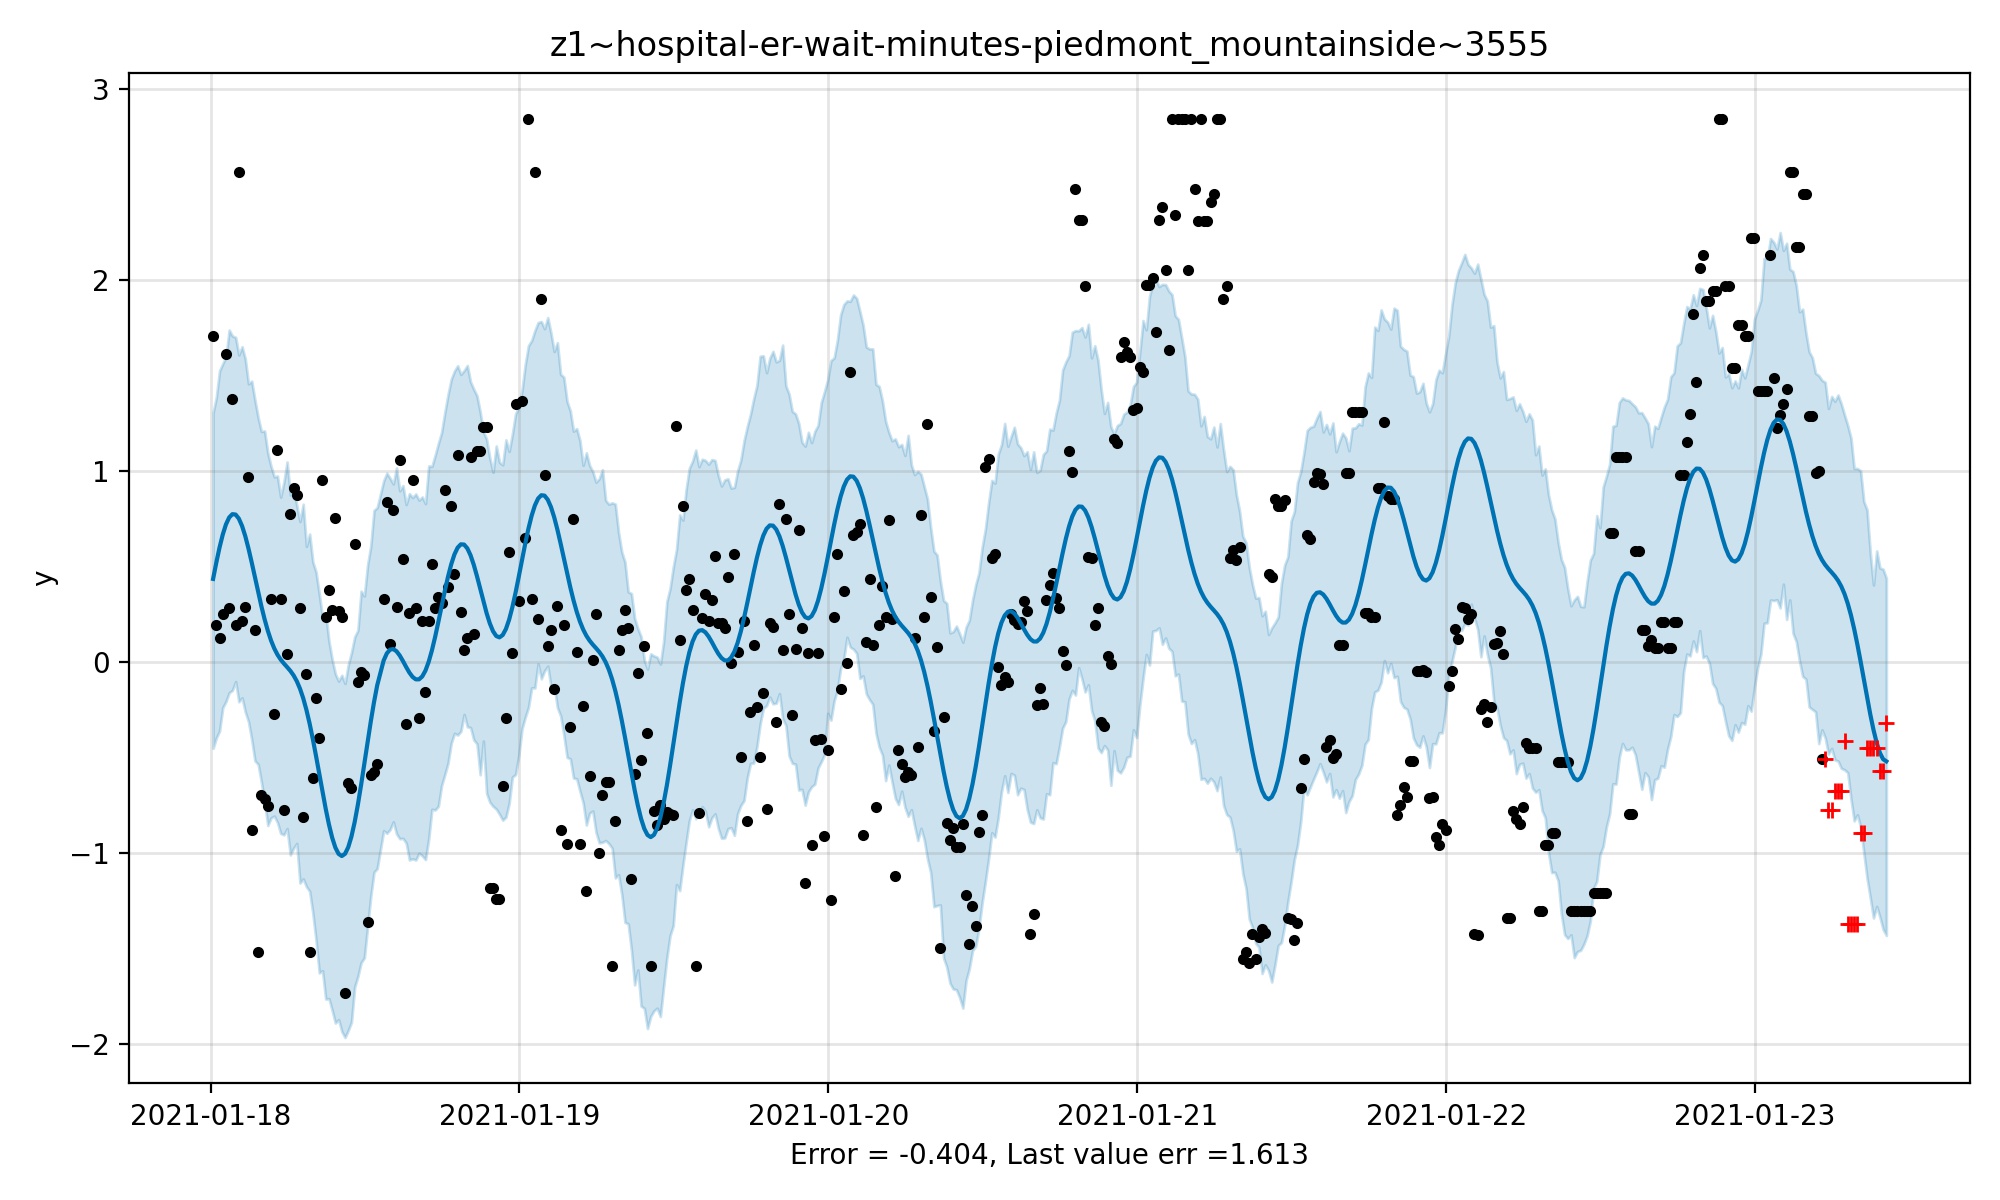 z1~hospital-er-wait-minutes-piedmont_mountainside~3555
3
2
1
0
−1
−2
y
2021-01-18 2021-01-19 2021-01-20 2021-01-21 2021-01-22 2021-01-23
Error = -0.404, Last value err =1.613